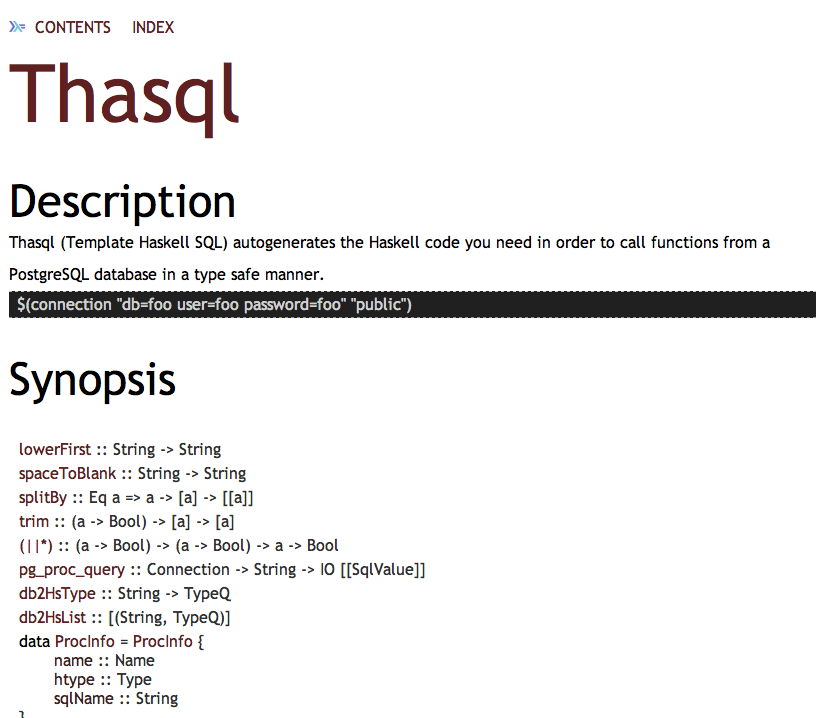 CONTENTS INDEX
Thasql
Description
Thasql (Template Haskell SQL) autogenerates the Haskell code you need in order to call functions from a
PostgreSQL database in a type safe manner.
$(connection "db=foo user=foo password=foo" "public")
Synopsis
lowerFirst :: String -> String
spaceToBlank :: String -> String
splitBy :: Eq a => a -> [a] -> [[a]]
trim :: (a -> Bool) -> [a] -> [a]
(||*) :: (a -> Bool) -> (a -> Bool) -> a -> Bool
pg_proc_query :: Connection -> String -> IO [[SqlValue]]
db2HsType :: String -> TypeQ
db2HsList :: [(String, TypeQ)]
data ProcInfo = ProcInfo {
name :: Name
htype :: Type
sqlName :: String
}